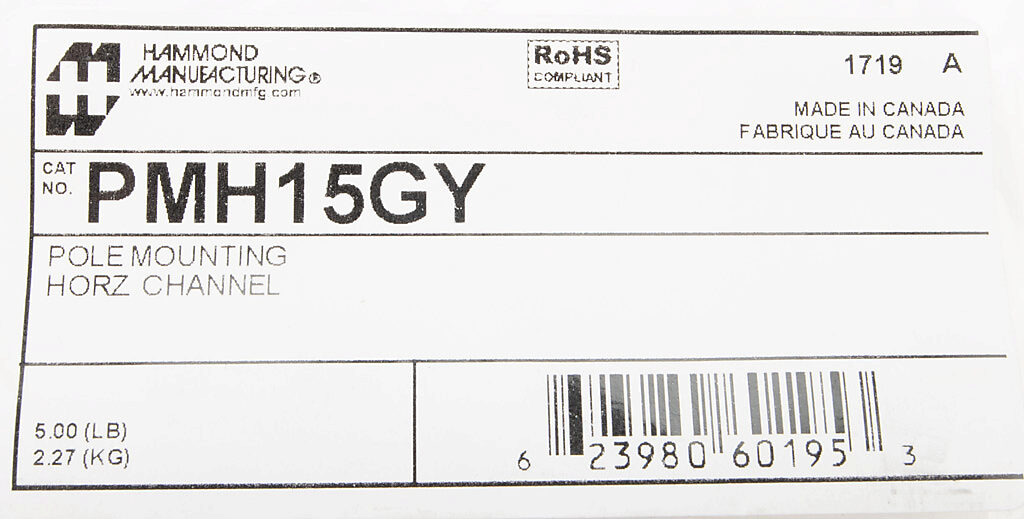 HAMMOND
MANUFACTURING®
www.hammondmfg.com
RoHS
COMPLIANT
1719 A
MADE IN CANADA
FABRIQUE AU CANADA
CAT
NO.
PMH15GY
POLE MOUNTING
HORZ CHANNEL
5.00 (LB)
2.27 (KG)
6 23980 60195 3